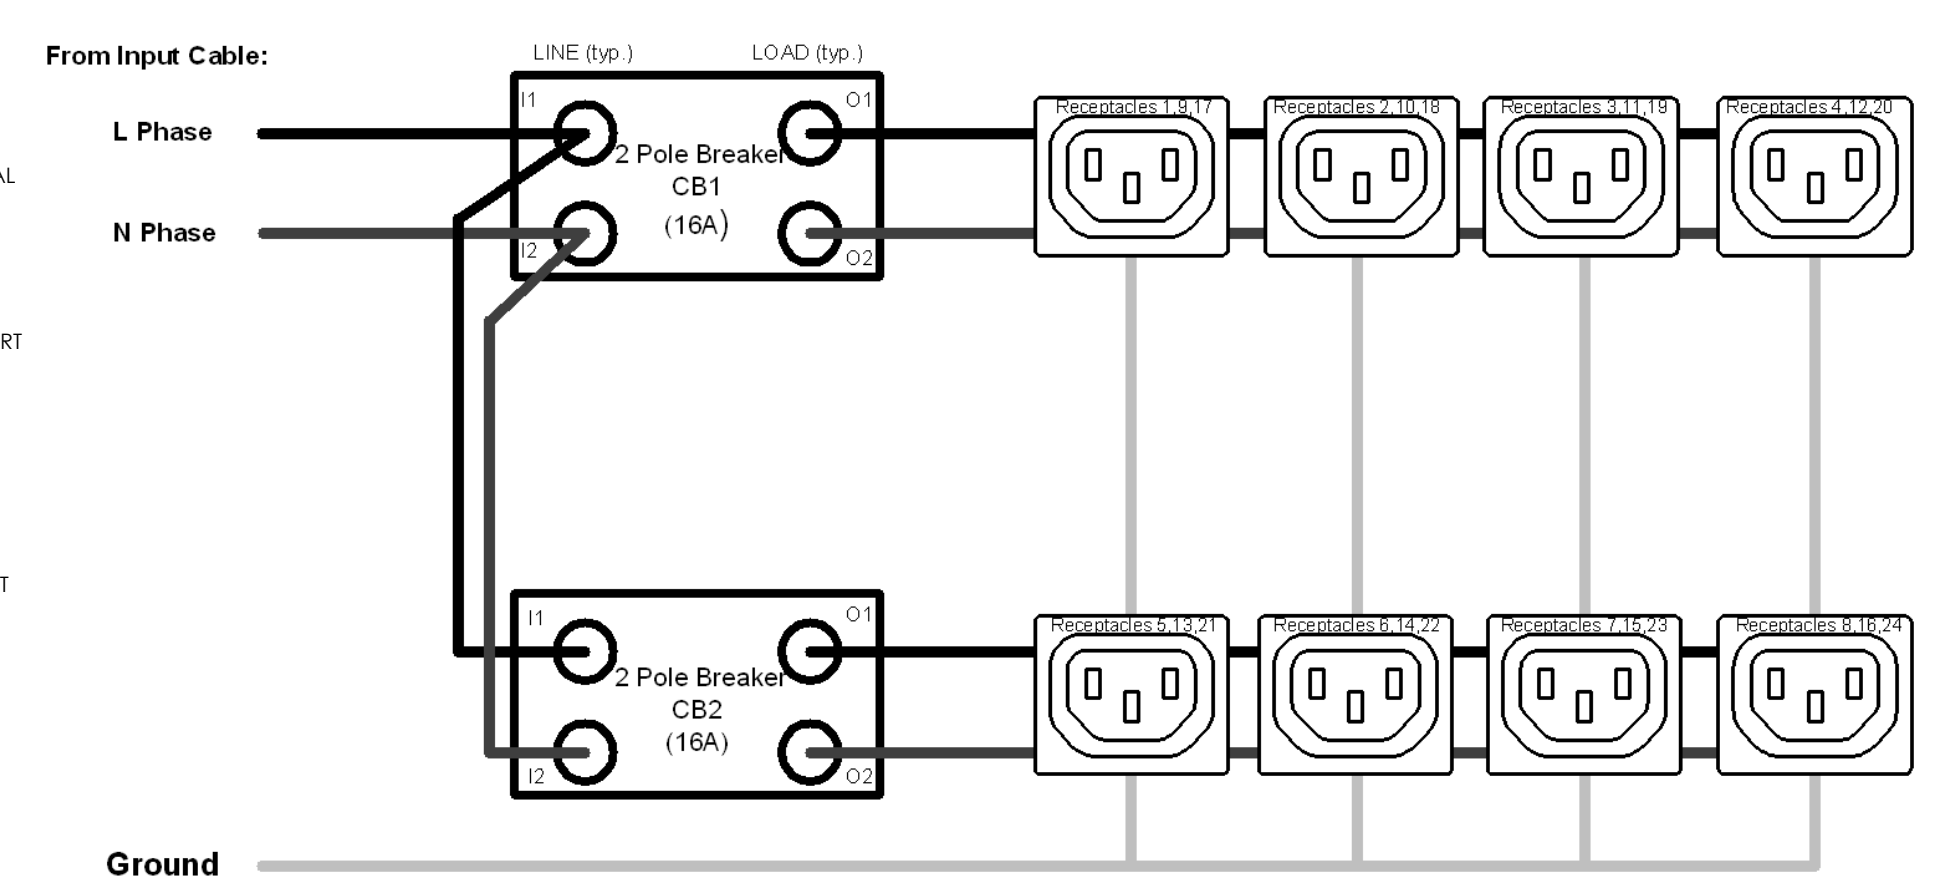 From Input Cable:
LINE (typ.)
LOAD (typ.)
I1
O1
Receptacles 1,9,17
Receptacles 2,10,18
Receptacles 3,11,19
Receptacles 4,12,20
L Phase
2 Pole Breaker
CB1
(16A)
AL
N Phase
I2
O2
RT
T
I1
O1
Receptacles 5,13,21
Receptacles 6,14,22
Receptacles 7,15,23
Receptacles 8,16,24
2 Pole Breaker
CB2
(16A)
I2
O2
Ground